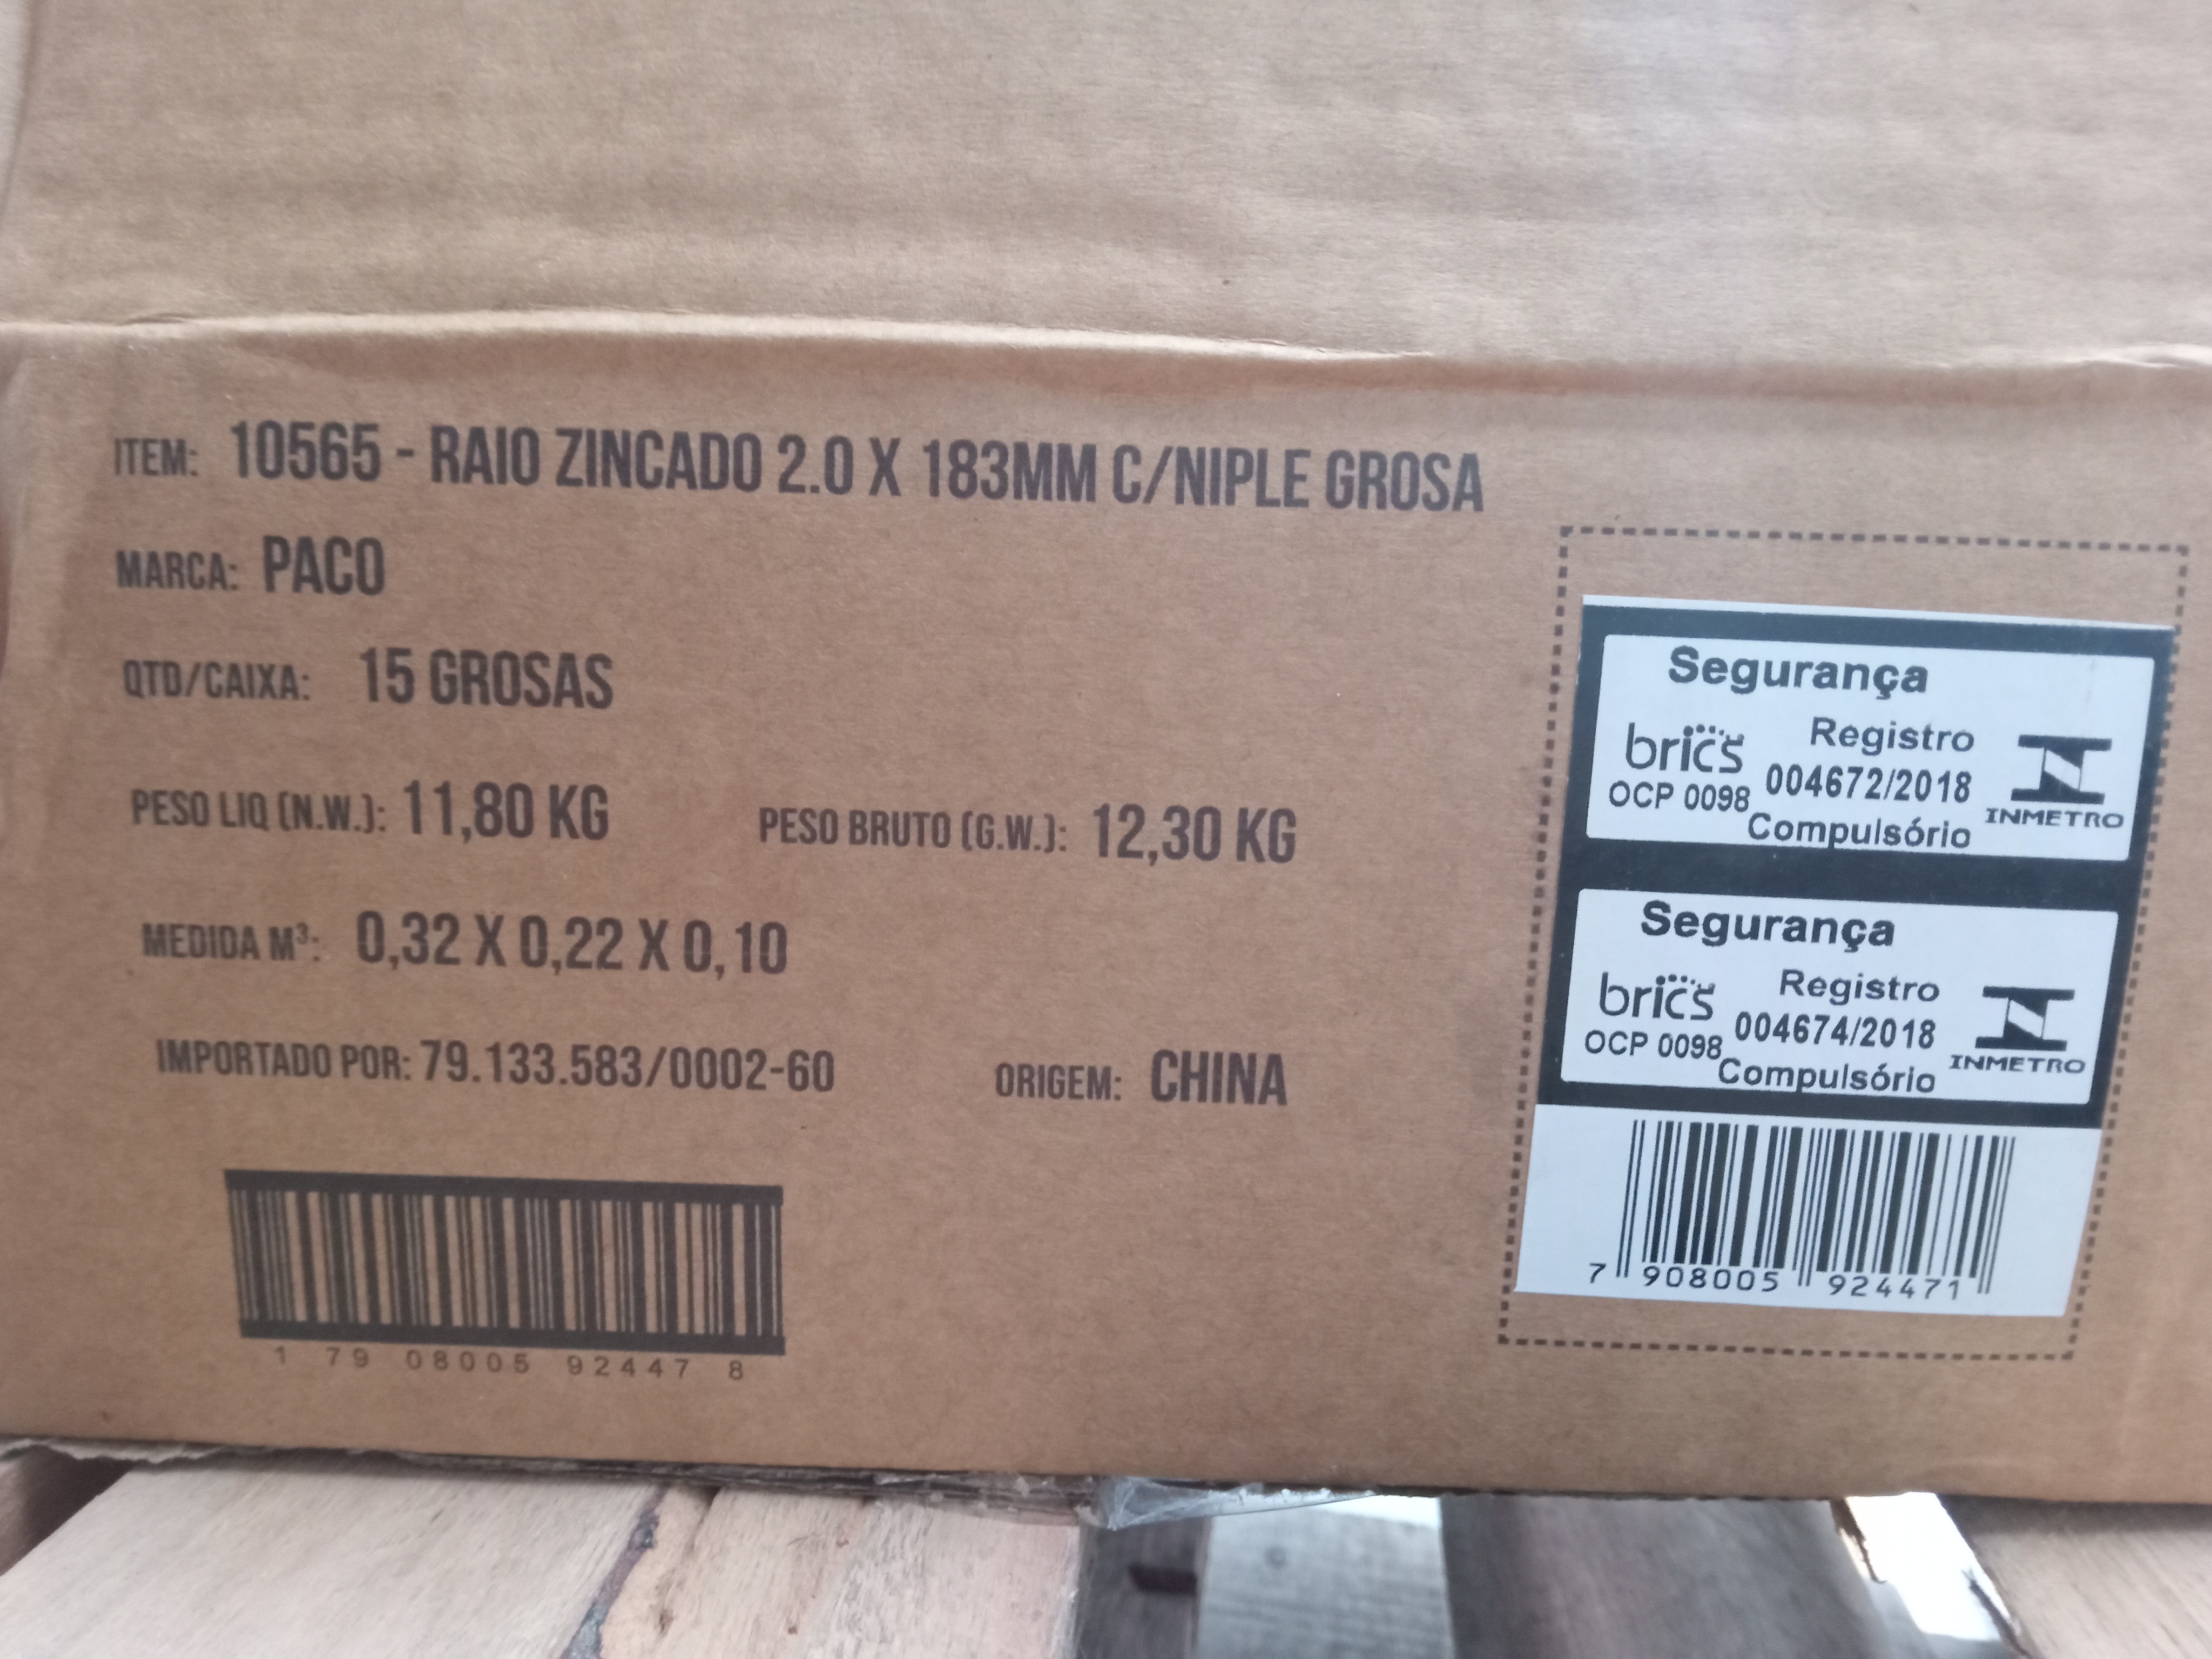 ITEM: 10565 - RAIO ZINCADO 2.0 X 183MM C/NIPLE GROSA
MARCA: PACO
QTD/CAIXA: 15 GROSAS
PESO LIQ (N.W.): 11,80 KG PESO BRUTO (G.W.): 12,30 KG
MEDIDA M³: 0,32 X 0,22 X 0,10
IMPORTADO POR: 79.133.583/0002-60 ORIGEM: CHINA
1 79 08005 92447 8
Segurança
brics
OCP 0098
Registro
004672/2018
Compulsório
INMETRO
Segurança
brics
OCP 0098
Registro
004674/2018
Compulsório
INMETRO
7 908005 924471